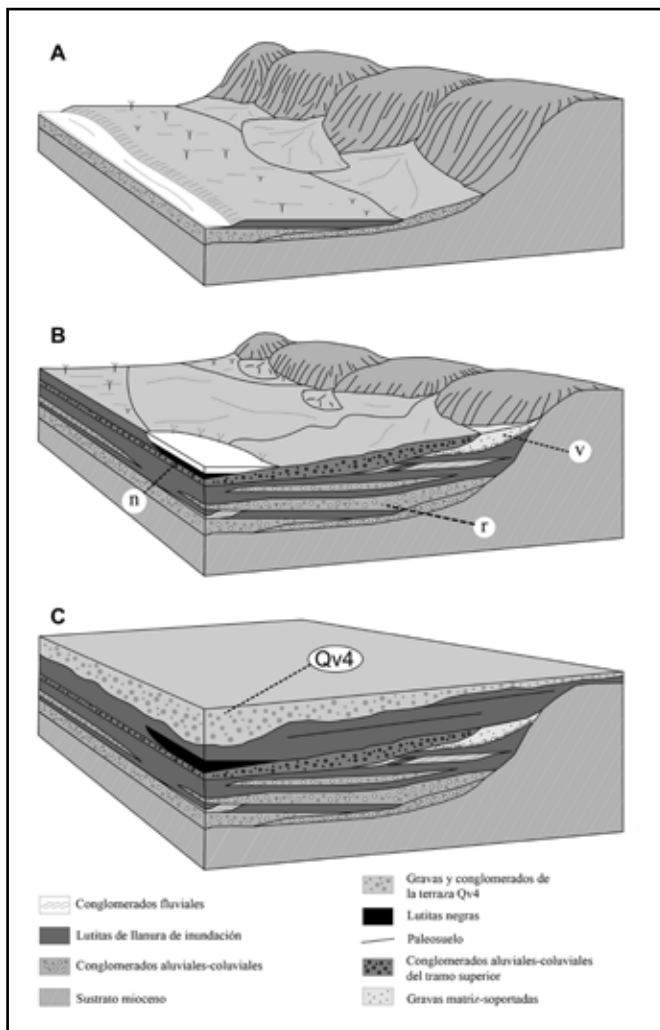 A
B
n
v
r
C
Qv4
Conglomerados fluviales
Lutitas de llanura de inundación
Conglomerados aluviales-coluviales
Sustrato mioceno
Gravas y conglomerados de
la terraza Qv4
Lutitas negras
Paleosuelo
Conglomerados aluviales-coluviales
del tramo superior
Gravas matriz-soportadas